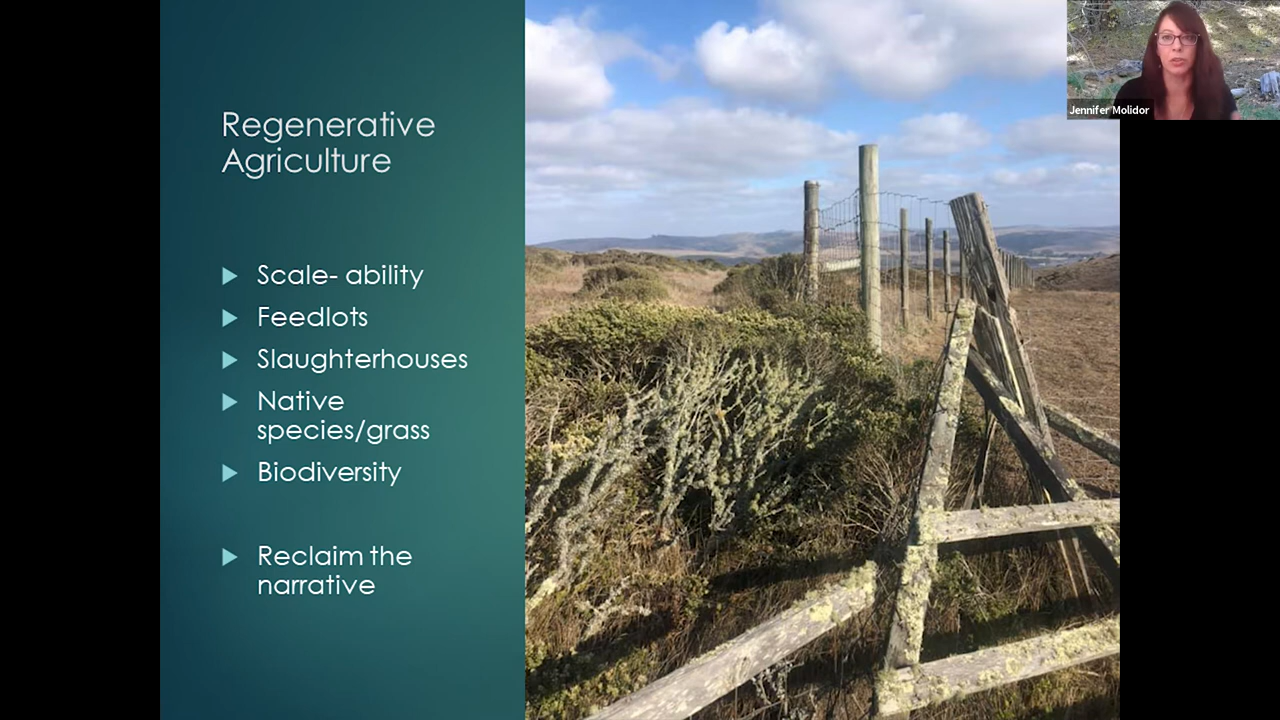 Regenerative
Agriculture
Scale- ability
Feedlots
Slaughterhouses
Native
species/grass
Biodiversity
Reclaim the
narrative
Jennifer Molidor